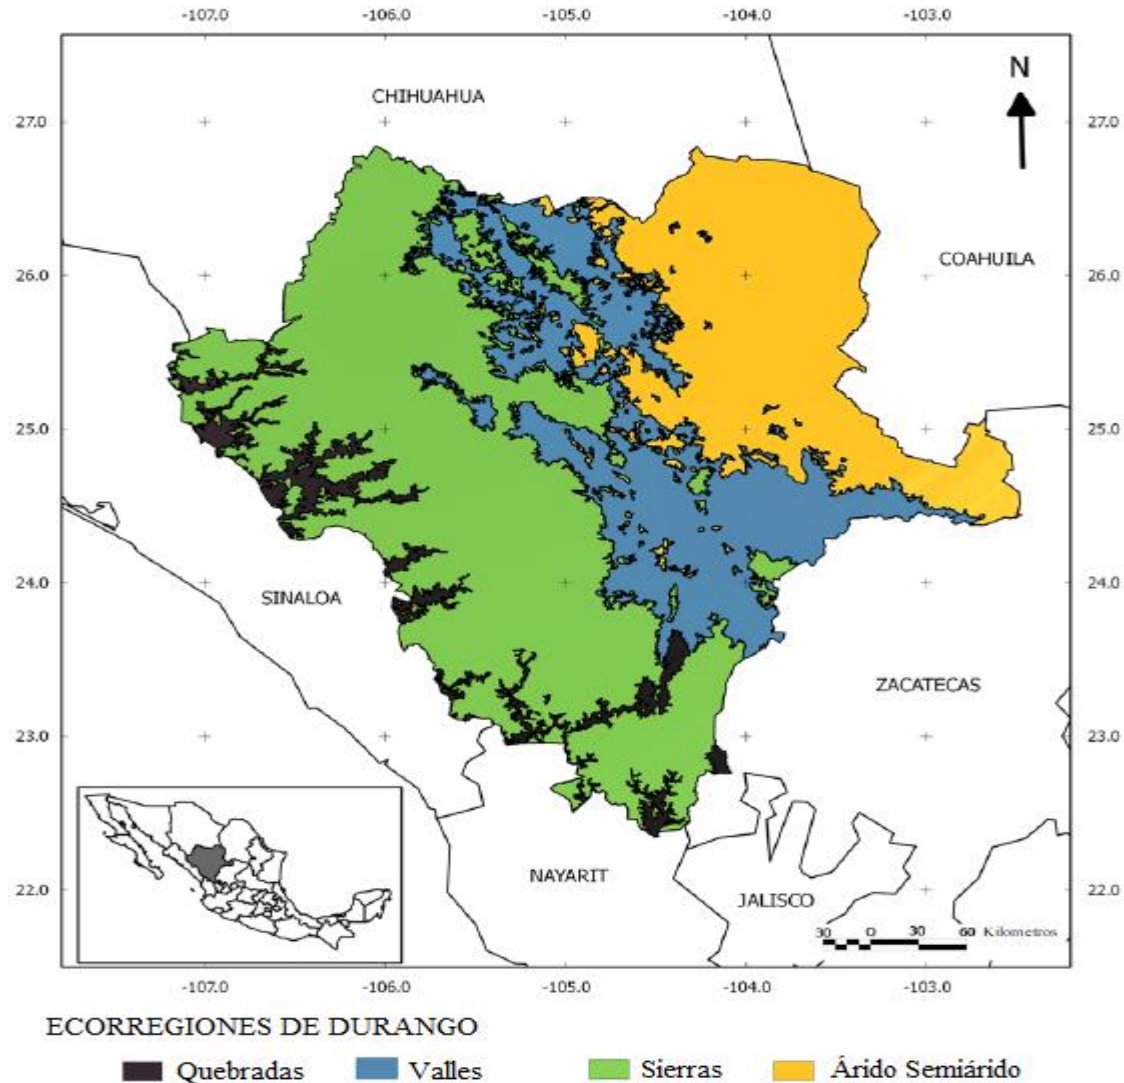 -107.0 -106.0 -105.0 -104.0 -103.0
N
CHIHUAHUA
27.0 27.0
COAHUILA
26.0 26.0
25.0 25.0
SINALOA
24.0 24.0
ZACATECAS
23.0 23.0
NAYARIT
22.0 22.0
JALISCO
30 0 30 60 Kilometros
-107.0 -106.0 -105.0 -104.0 -103.0
ECORREGIONES DE DURANGO
Quebradas Valles Sierras Árido Semiárido